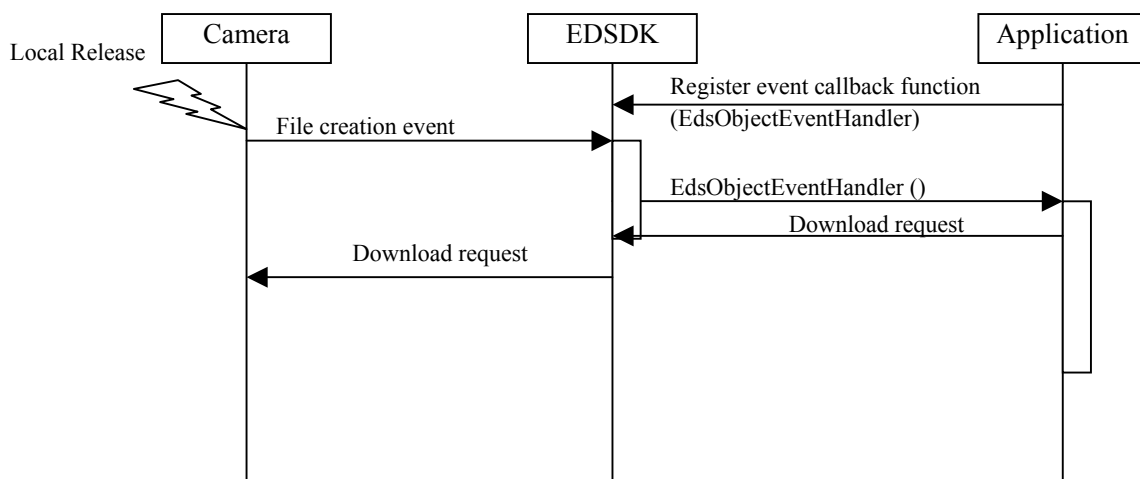 Camera
EDSDK
Application
Local Release
Register event callback function
(EdsObjectEventHandler)
File creation event
EdsObjectEventHandler ()
Download request
Download request